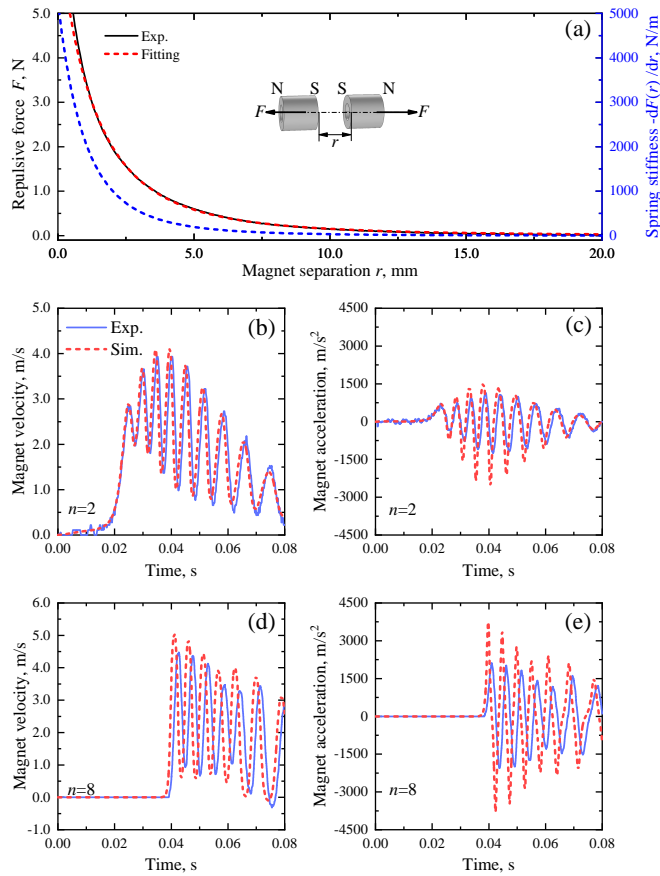 (a)
Exp.
Fitting
N S S N
F F
r
Repulsive force F, N
5.0
4.0
3.0
2.0
1.0
0.0
Spring stiffness -dF(r) /dr, N/m
5000
4000
3000
2000
1000
0
0.0 5.0 10.0 15.0 20.0
Magnet separation r, mm
(b)
Exp.
Sim.
n=2
Magnet velocity, m/s
5.0
4.0
3.0
2.0
1.0
0.0
0.00 0.02 0.04 0.06 0.08
Time, s
(c)
n=2
Magnet acceleration, m/s²
4500
3000
1500
0
-1500
-3000
-4500
0.00 0.02 0.04 0.06 0.08
Time, s
(d)
n=8
Magnet velocity, m/s
6.0
5.0
4.0
3.0
2.0
1.0
0.0
-1.0
0.00 0.02 0.04 0.06 0.08
Time, s
(e)
n=8
Magnet acceleration, m/s²
4500
3000
1500
0
-1500
-3000
-4500
0.00 0.02 0.04 0.06 0.08
Time, s